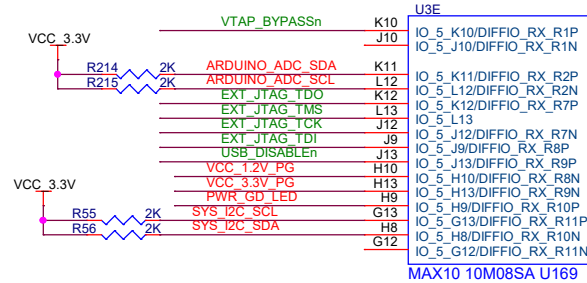 U3E
VTAP_BYPASSn K10 IO_5_K10/DIFFIO_RX_R1P
J10 IO_5_J10/DIFFIO_RX_R1N
VCC_3.3V
R214 2K ARDUINO_ADC_SDA K11 IO_5_K11/DIFFIO_RX_R2P
R215 2K ARDUINO_ADC_SCL L12 IO_5_L12/DIFFIO_RX_R2N
EXT_JTAG_TDO K12 IO_5_K12/DIFFIO_RX_R7P
EXT_JTAG_TMS L13 IO_5_L13
EXT_JTAG_TCK J12 IO_5_J12/DIFFIO_RX_R7N
EXT_JTAG_TDI J9 IO_5_J9/DIFFIO_RX_R8P
USB_DISABLEn J13 IO_5_J13/DIFFIO_RX_R9P
VCC_1.2V_PG H10 IO_5_H10/DIFFIO_RX_R8N
VCC_3.3V VCC_3.3V_PG H13 IO_5_H13/DIFFIO_RX_R9N
PWR_GD_LED H9 IO_5_H9/DIFFIO_RX_R10P
R55 2K SYS_I2C_SCL G13 IO_5_G13/DIFFIO_RX_R11P
R56 2K SYS_I2C_SDA H8 IO_5_H8/DIFFIO_RX_R10N
G12 IO_5_G12/DIFFIO_RX_R11N
MAX10 10M08SA U169